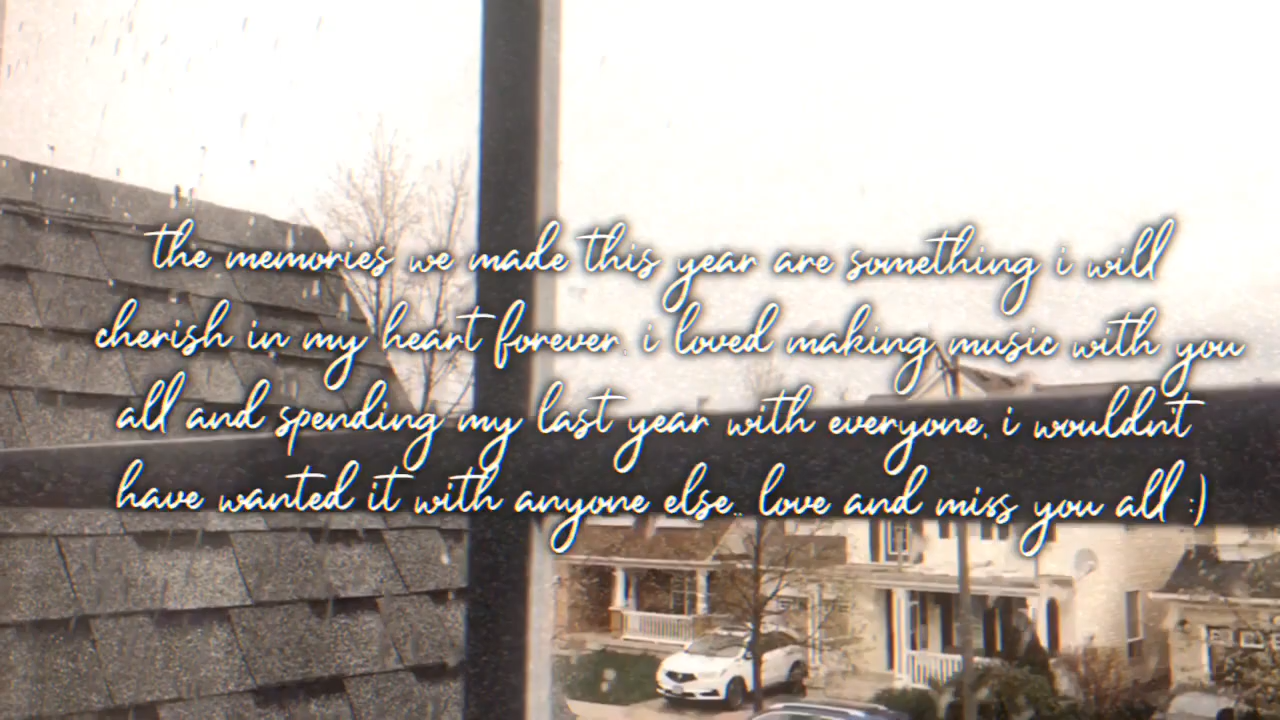 the memories we made this year are something i will
cherish in my heart forever. i loved making music with you
all and spending my last year with everyone, i wouldn't
have wanted it with anyone else.. love and miss you all :)